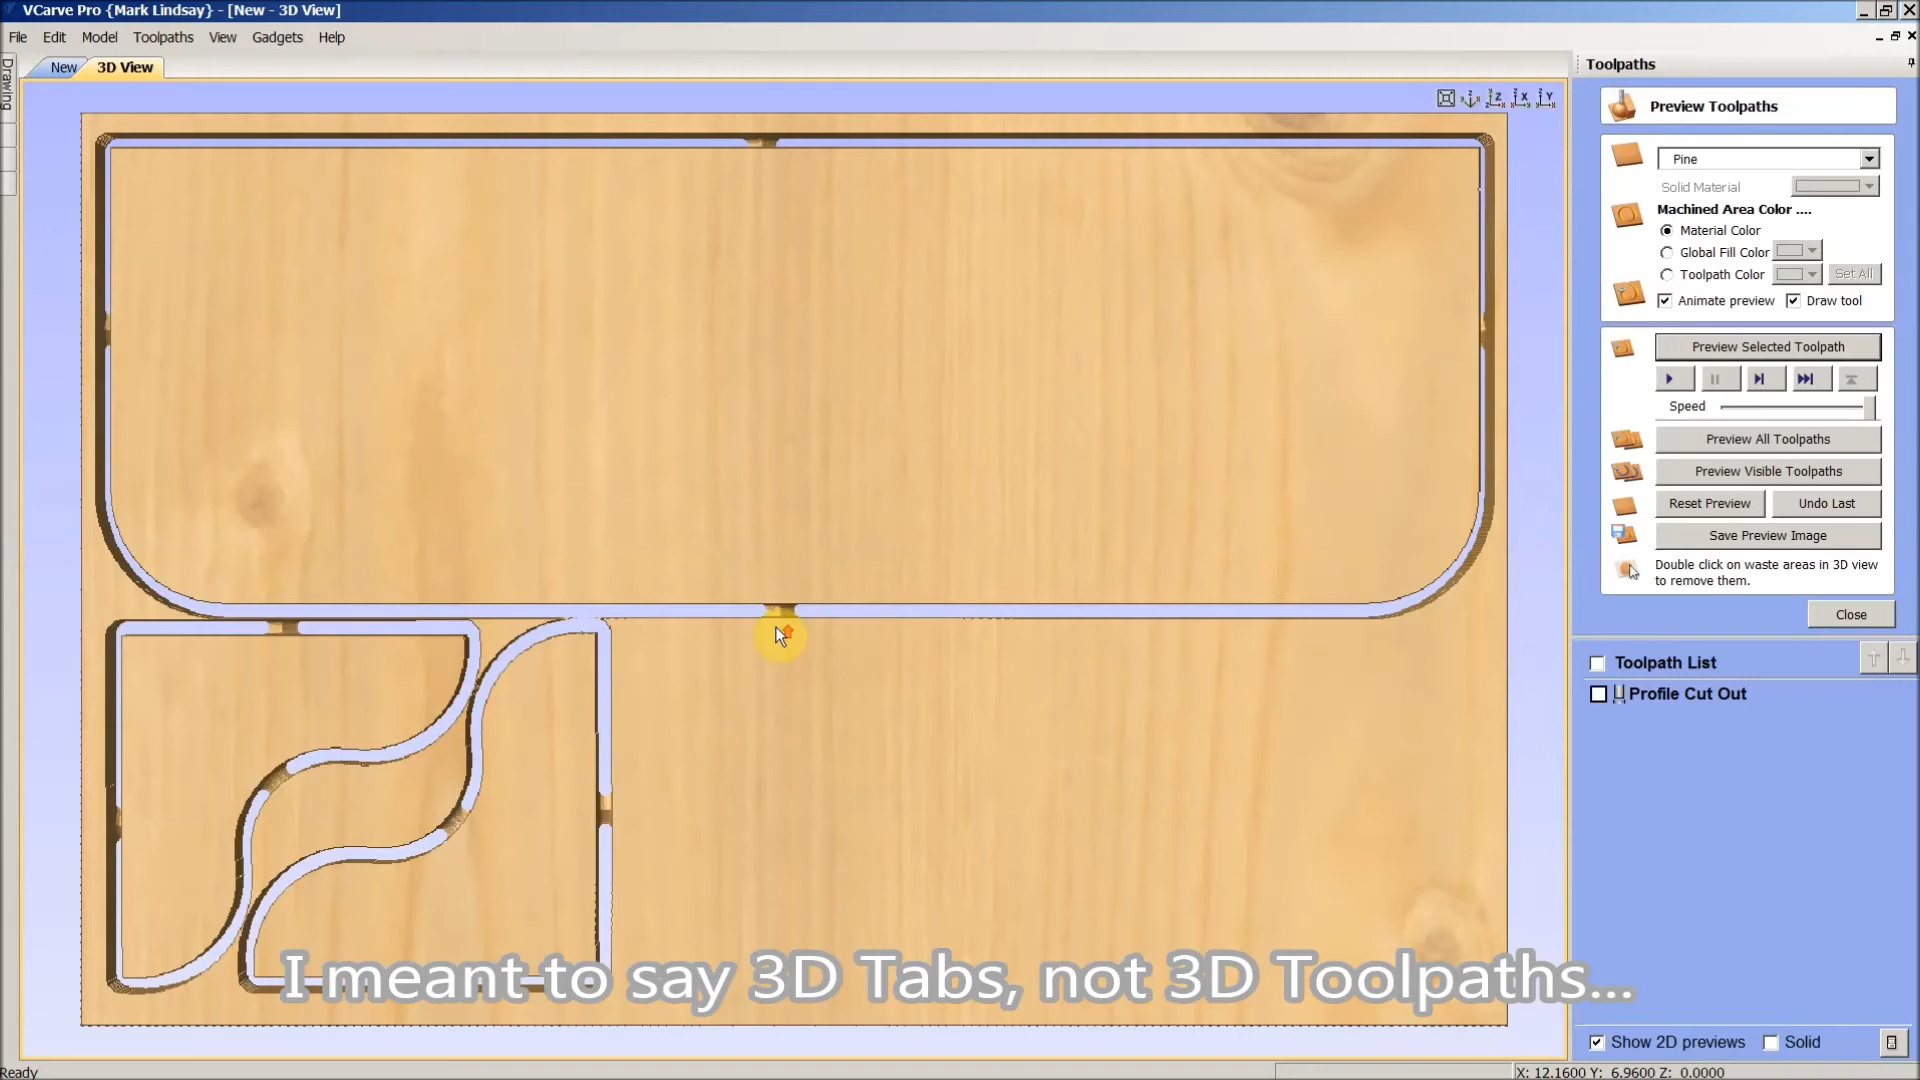 VCarve Pro {Mark Lindsay} - [New - 3D View]
File Edit Model Toolpaths View Gadgets Help
New 3D View
Drawing
Toolpaths
Preview Toolpaths
Pine
Solid Material
Machined Area Color ....
Material Color
Global Fill Color
Toolpath Color Set All
Animate preview Draw tool
Preview Selected Toolpath
Speed
Preview All Toolpaths
Preview Visible Toolpaths
Reset Preview Undo Last
Save Preview Image
Double click on waste areas in 3D view
to remove them.
Close
Toolpath List
Profile Cut Out
I meant to say 3D Tabs, not 3D Toolpaths...
Show 2D previews Solid
Ready
X: 12.1600 Y: 6.9600 Z: 0.0000